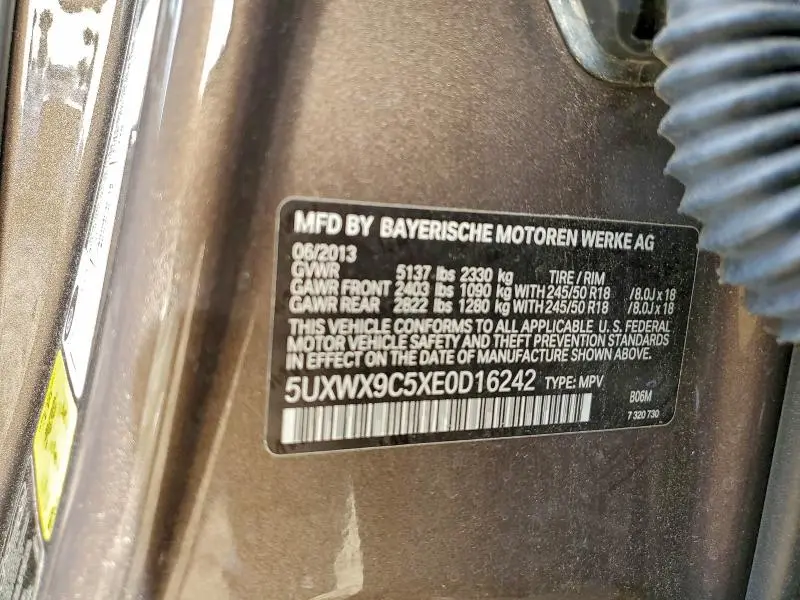 MFD BY BAYERISCHE MOTOREN WERKE AG
06/2013
GVWR 5137 lbs 2330 kg TIRE / RIM
GAWR FRONT 2403 lbs 1090 kg WITH 245/50 R18 /8.0J x 18
GAWR REAR 2822 lbs 1280 kg WITH 245/50 R18 /8.0J x 18
THIS VEHICLE CONFORMS TO ALL APPLICABLE U. S. FEDERAL
MOTOR VEHICLE SAFETY AND THEFT PREVENTION STANDARDS
IN EFFECT ON THE DATE OF MANUFACTURE SHOWN ABOVE.
5UXWX9C5XE0D16242 TYPE: MPV
B06M
7 320 730